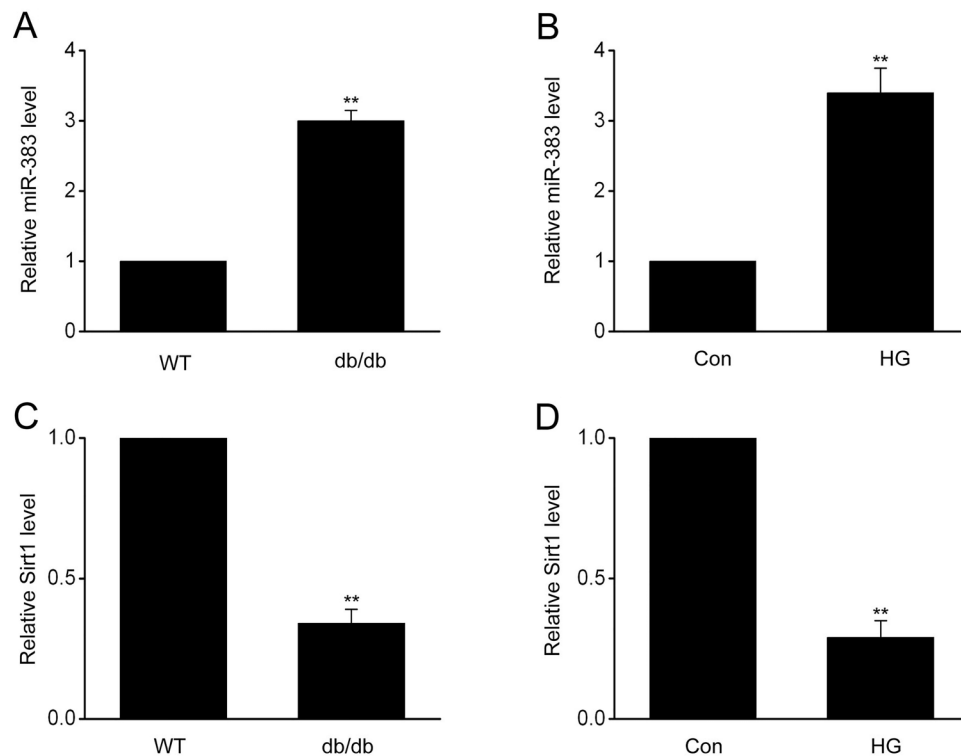 A
Relative miR-383 level
4
3
2
1
0
**
WT
db/db
B
Relative miR-383 level
4
3
2
1
0
**
Con
HG
C
Relative Sirt1 level
1.0
0.5
0.0
**
WT
db/db
D
Relative Sirt1 level
1.0
0.5
0.0
**
Con
HG